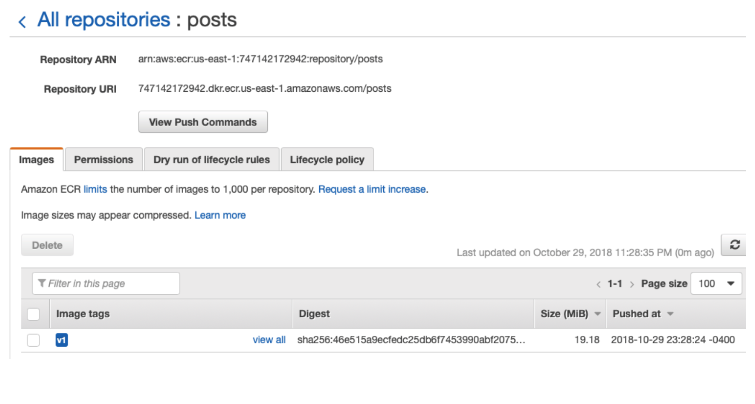 All repositories : posts
Repository ARN arn:aws:ecr:us-east-1:747142172942:repository/posts
Repository URI 747142172942.dkr.ecr.us-east-1.amazonaws.com/posts
View Push Commands
Images Permissions Dry run of lifecycle rules Lifecycle policy
Amazon ECR limits the number of images to 1,000 per repository. Request a limit increase.
Image sizes may appear compressed. Learn more
Delete Last updated on October 29, 2018 11:28:35 PM (0m ago)
Filter in this page < 1-1 > Page size 100
Image tags Digest Size (MiB) Pushed at
v1 view all sha256:46e515a9ecfedc25db6f7453990abf2075... 19.18 2018-10-29 23:28:24 -0400